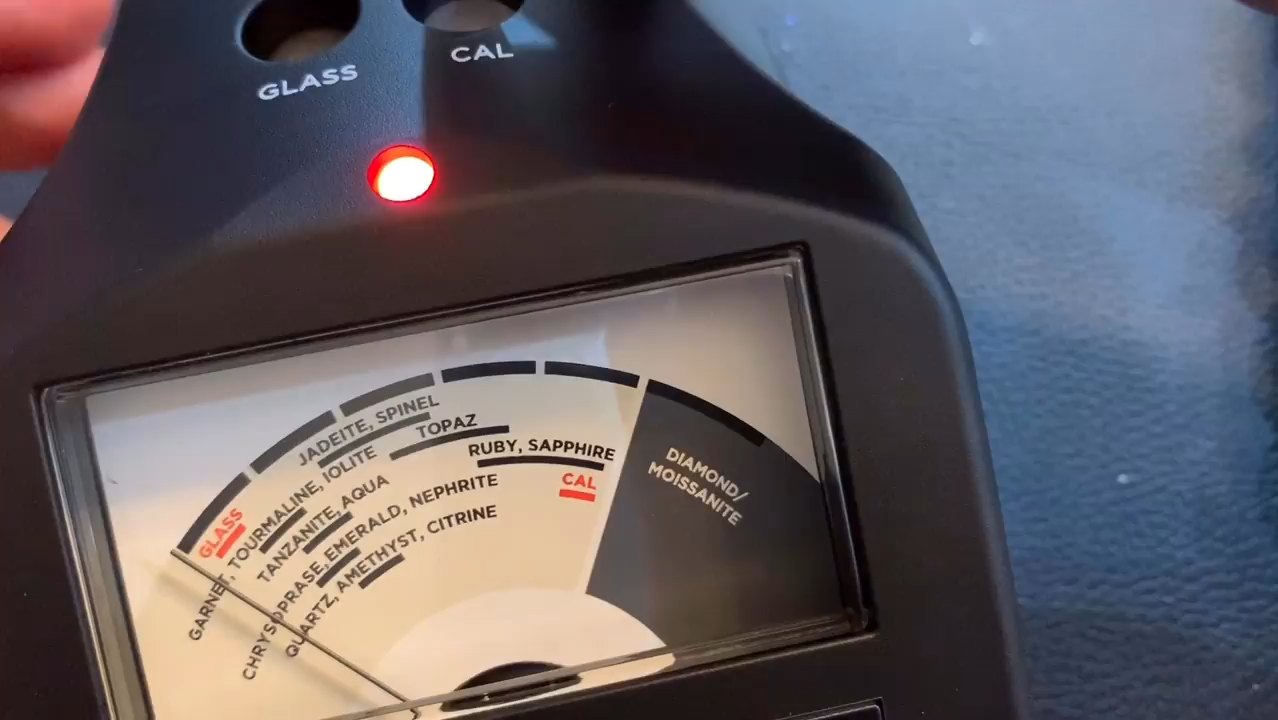 GLASS
CAL
JADEITE, SPINEL
TOPAZ
RUBY, SAPPHIRE
CAL
GLASS
GARNET, TOURMALINE, IOLITE
TANZANITE, AQUA
CHRYSOPRASE, EMERALD, NEPHRITE
QUARTZ, AMETHYST, CITRINE
DIAMOND/
MOISSANITE